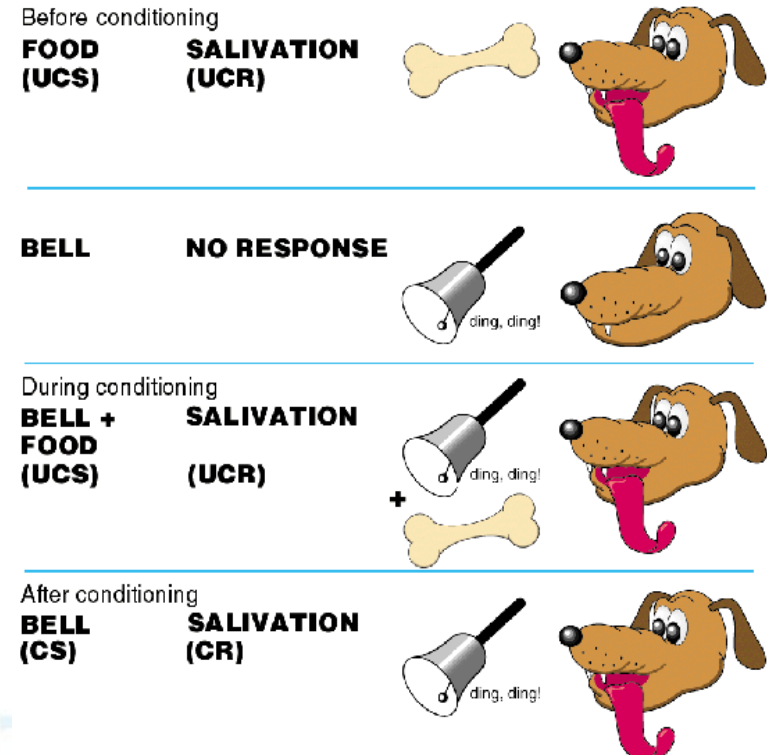 Before conditioning
FOOD SALIVATION
(UCS) (UCR)
BELL NO RESPONSE
ding, ding!
During conditioning
BELL + SALIVATION
FOOD
(UCS) (UCR)
ding, ding!
+
After conditioning
BELL SALIVATION
(CS) (CR)
ding, ding!